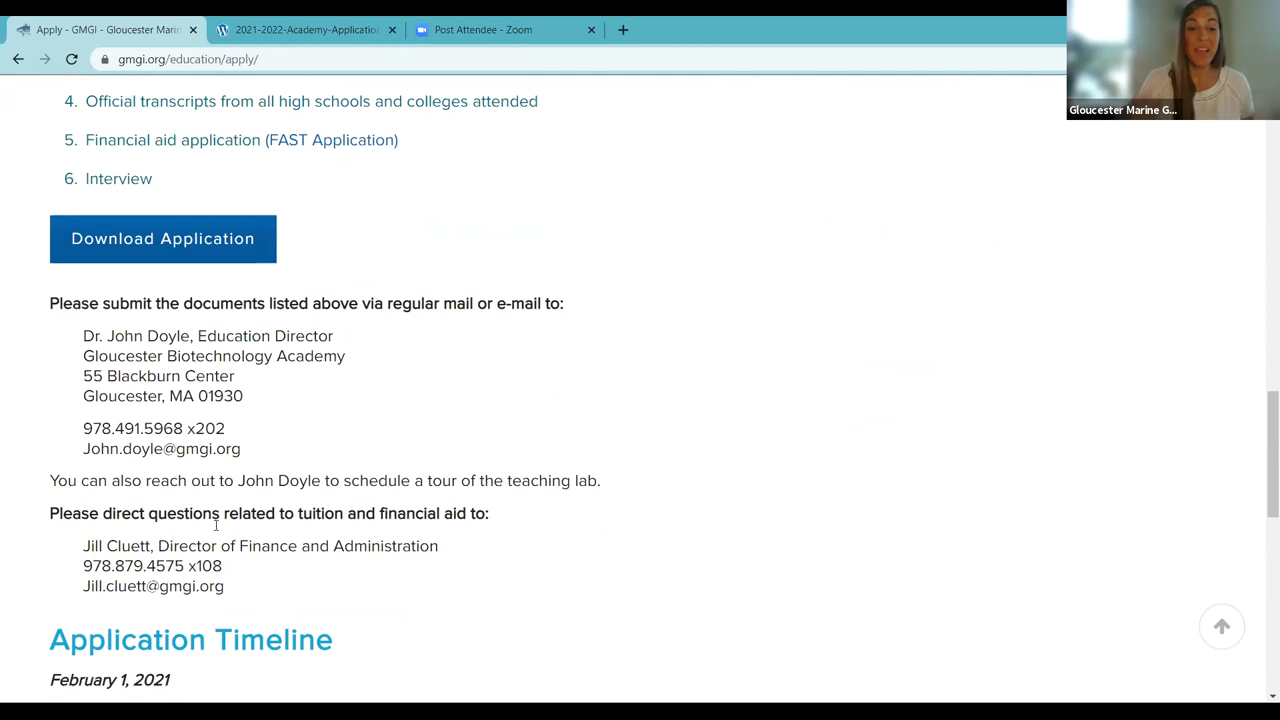 Apply - GMGI - Gloucester Marin
2021-2022-Academy-Applicatio
Post Attendee - Zoom
gmgi.org/education/apply/
Gloucester Marine G...
4. Official transcripts from all high schools and colleges attended
5. Financial aid application (FAST Application)
6. Interview
Download Application
Please submit the documents listed above via regular mail or e-mail to:
Dr. John Doyle, Education Director
Gloucester Biotechnology Academy
55 Blackburn Center
Gloucester, MA 01930
978.491.5968 x202
John.doyle@gmgi.org
You can also reach out to John Doyle to schedule a tour of the teaching lab.
Please direct questions related to tuition and financial aid to:
Jill Cluett, Director of Finance and Administration
978.879.4575 x108
Jill.cluett@gmgi.org
Application Timeline
February 1, 2021